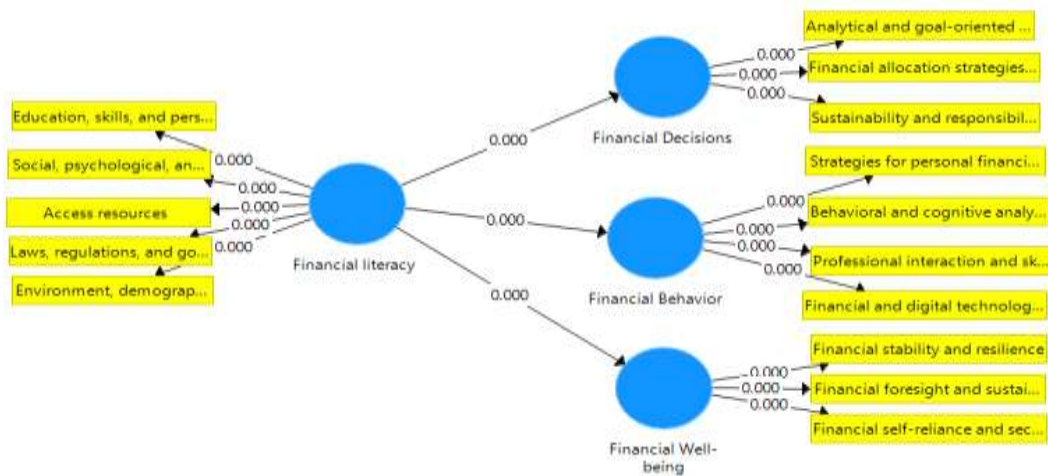 Education, skills, and pers...
0.000
Social, psychological, an...
0.000
Access resources
0.000
0.000
Laws, regulations, and go...
0.000
Environment, demograp...
Financial literacy
0.000
0.000
0.000
Financial Decisions
Analytical and goal-oriented ...
0.000
Financial allocation strategies...
0.000
0.000
Sustainability and responsibil...
Financial Behavior
Strategies for personal financi...
0.000
Behavioral and cognitive analy...
0.000
0.000
Professional interaction and sk...
0.000
Financial and digital technolog...
Financial Well-
being
Financial stability and resilience
0.000
Financial foresight and sustai...
0.000
0.000
Financial self-reliance and sec...